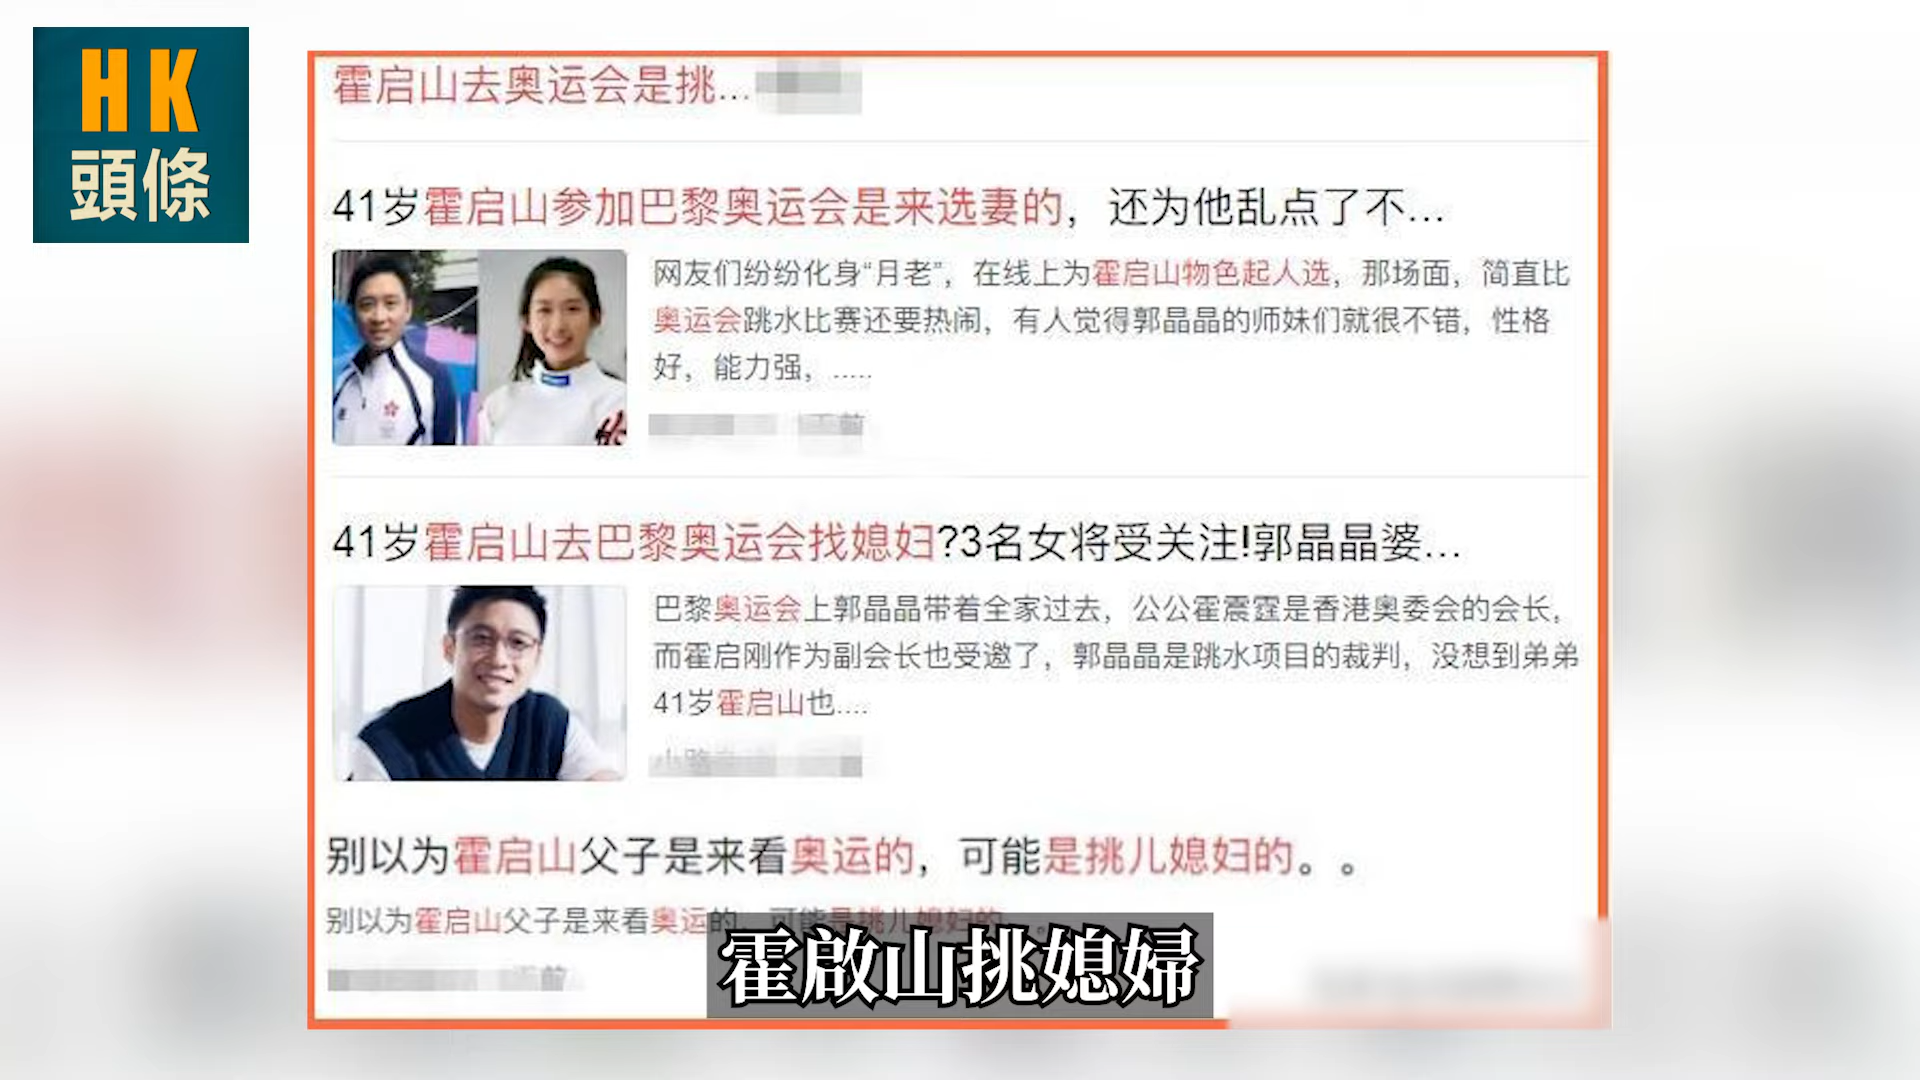 HK
頭條
霍启山去奥运会是挑...
41岁霍启山参加巴黎奥运会是来选妻的，还为他乱点了不...
网友们纷纷化身“月老”，在线上为霍启山物色起人选，那场面，简直比
奥运会跳水比赛还要热闹，有人觉得郭晶晶的师妹们就很不错，性格
好，能力强，.....
41岁霍启山去巴黎奥运会找媳妇?3名女将受关注!郭晶晶婆...
巴黎奥运会上郭晶晶带着全家过去，公公霍震霆是香港奥委会的会长，
而霍启刚作为副会长也受邀了，郭晶晶是跳水项目的裁判，没想到弟弟
41岁霍启山也....
别以为霍启山父子是来看奥运的，可能是挑儿媳妇的。。
别以为霍启山父子是来看奥运的，可能是挑儿媳妇的。。
霍啟山挑媳婦